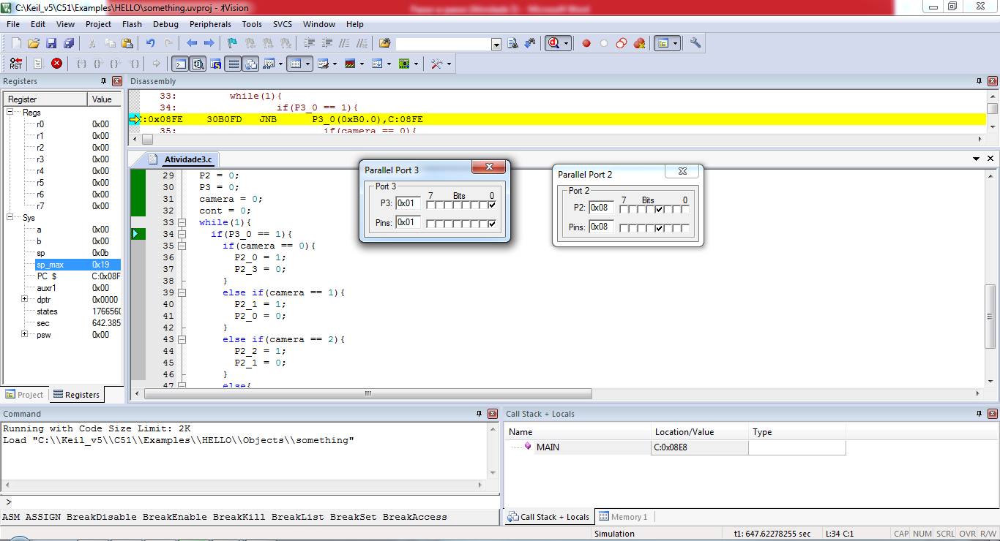 C:\Keil_v5\C51\Examples\HELLO\something.uvproj - µVision
File Edit View Project Flash Debug Peripherals Tools SVCS Window Help
RST
Registers
Register Value
Regs
r0 0x00
r1 0x00
r2 0x00
r3 0x00
r4 0x00
r5 0x00
r6 0x00
r7 0x00
Sys
a 0x00
b 0x00
sp 0x0b
sp_max 0x19
PC $ C:0x08F
auxr1 0x00
dptr 0x0000
states 1766560
sec 642.385
psw 0x00
Project Registers
Disassembly
33: while(1){
34: if(P3_0 == 1){
C:0x08FE 30B0FD JNB P3_0(0xB0.0),C:08FE
35: if(camera == 0){
Atividade3.c
29 P2 = 0;
30 P3 = 0;
31 camera = 0;
32 cont = 0;
33 while(1){
34 if(P3_0 == 1){
35 if(camera == 0){
36 P2_0 = 1;
37 P2_3 = 0;
38 }
39 else if(camera == 1){
40 P2_1 = 1;
41 P2_0 = 0;
42 }
43 else if(camera == 2){
44 P2_2 = 1;
45 P2_1 = 0;
46 }
47 else{
Parallel Port 3
Port 3
7 Bits 0
P3: 0x01
Pins: 0x01
Parallel Port 2
Port 2
7 Bits 0
P2: 0x08
Pins: 0x08
Command
Running with Code Size Limit: 2K
Load "C:\\Keil_v5\\C51\\Examples\\HELLO\\Objects\\something"
>
ASM ASSIGN BreakDisable BreakEnable BreakKill BreakList BreakSet BreakAccess
Call Stack + Locals
Name Location/Value Type
MAIN C:0x08E8
Call Stack + Locals Memory 1
Simulation t1: 647.62278255 sec L:34 C:1 CAP NUM SCRL OVR R/W